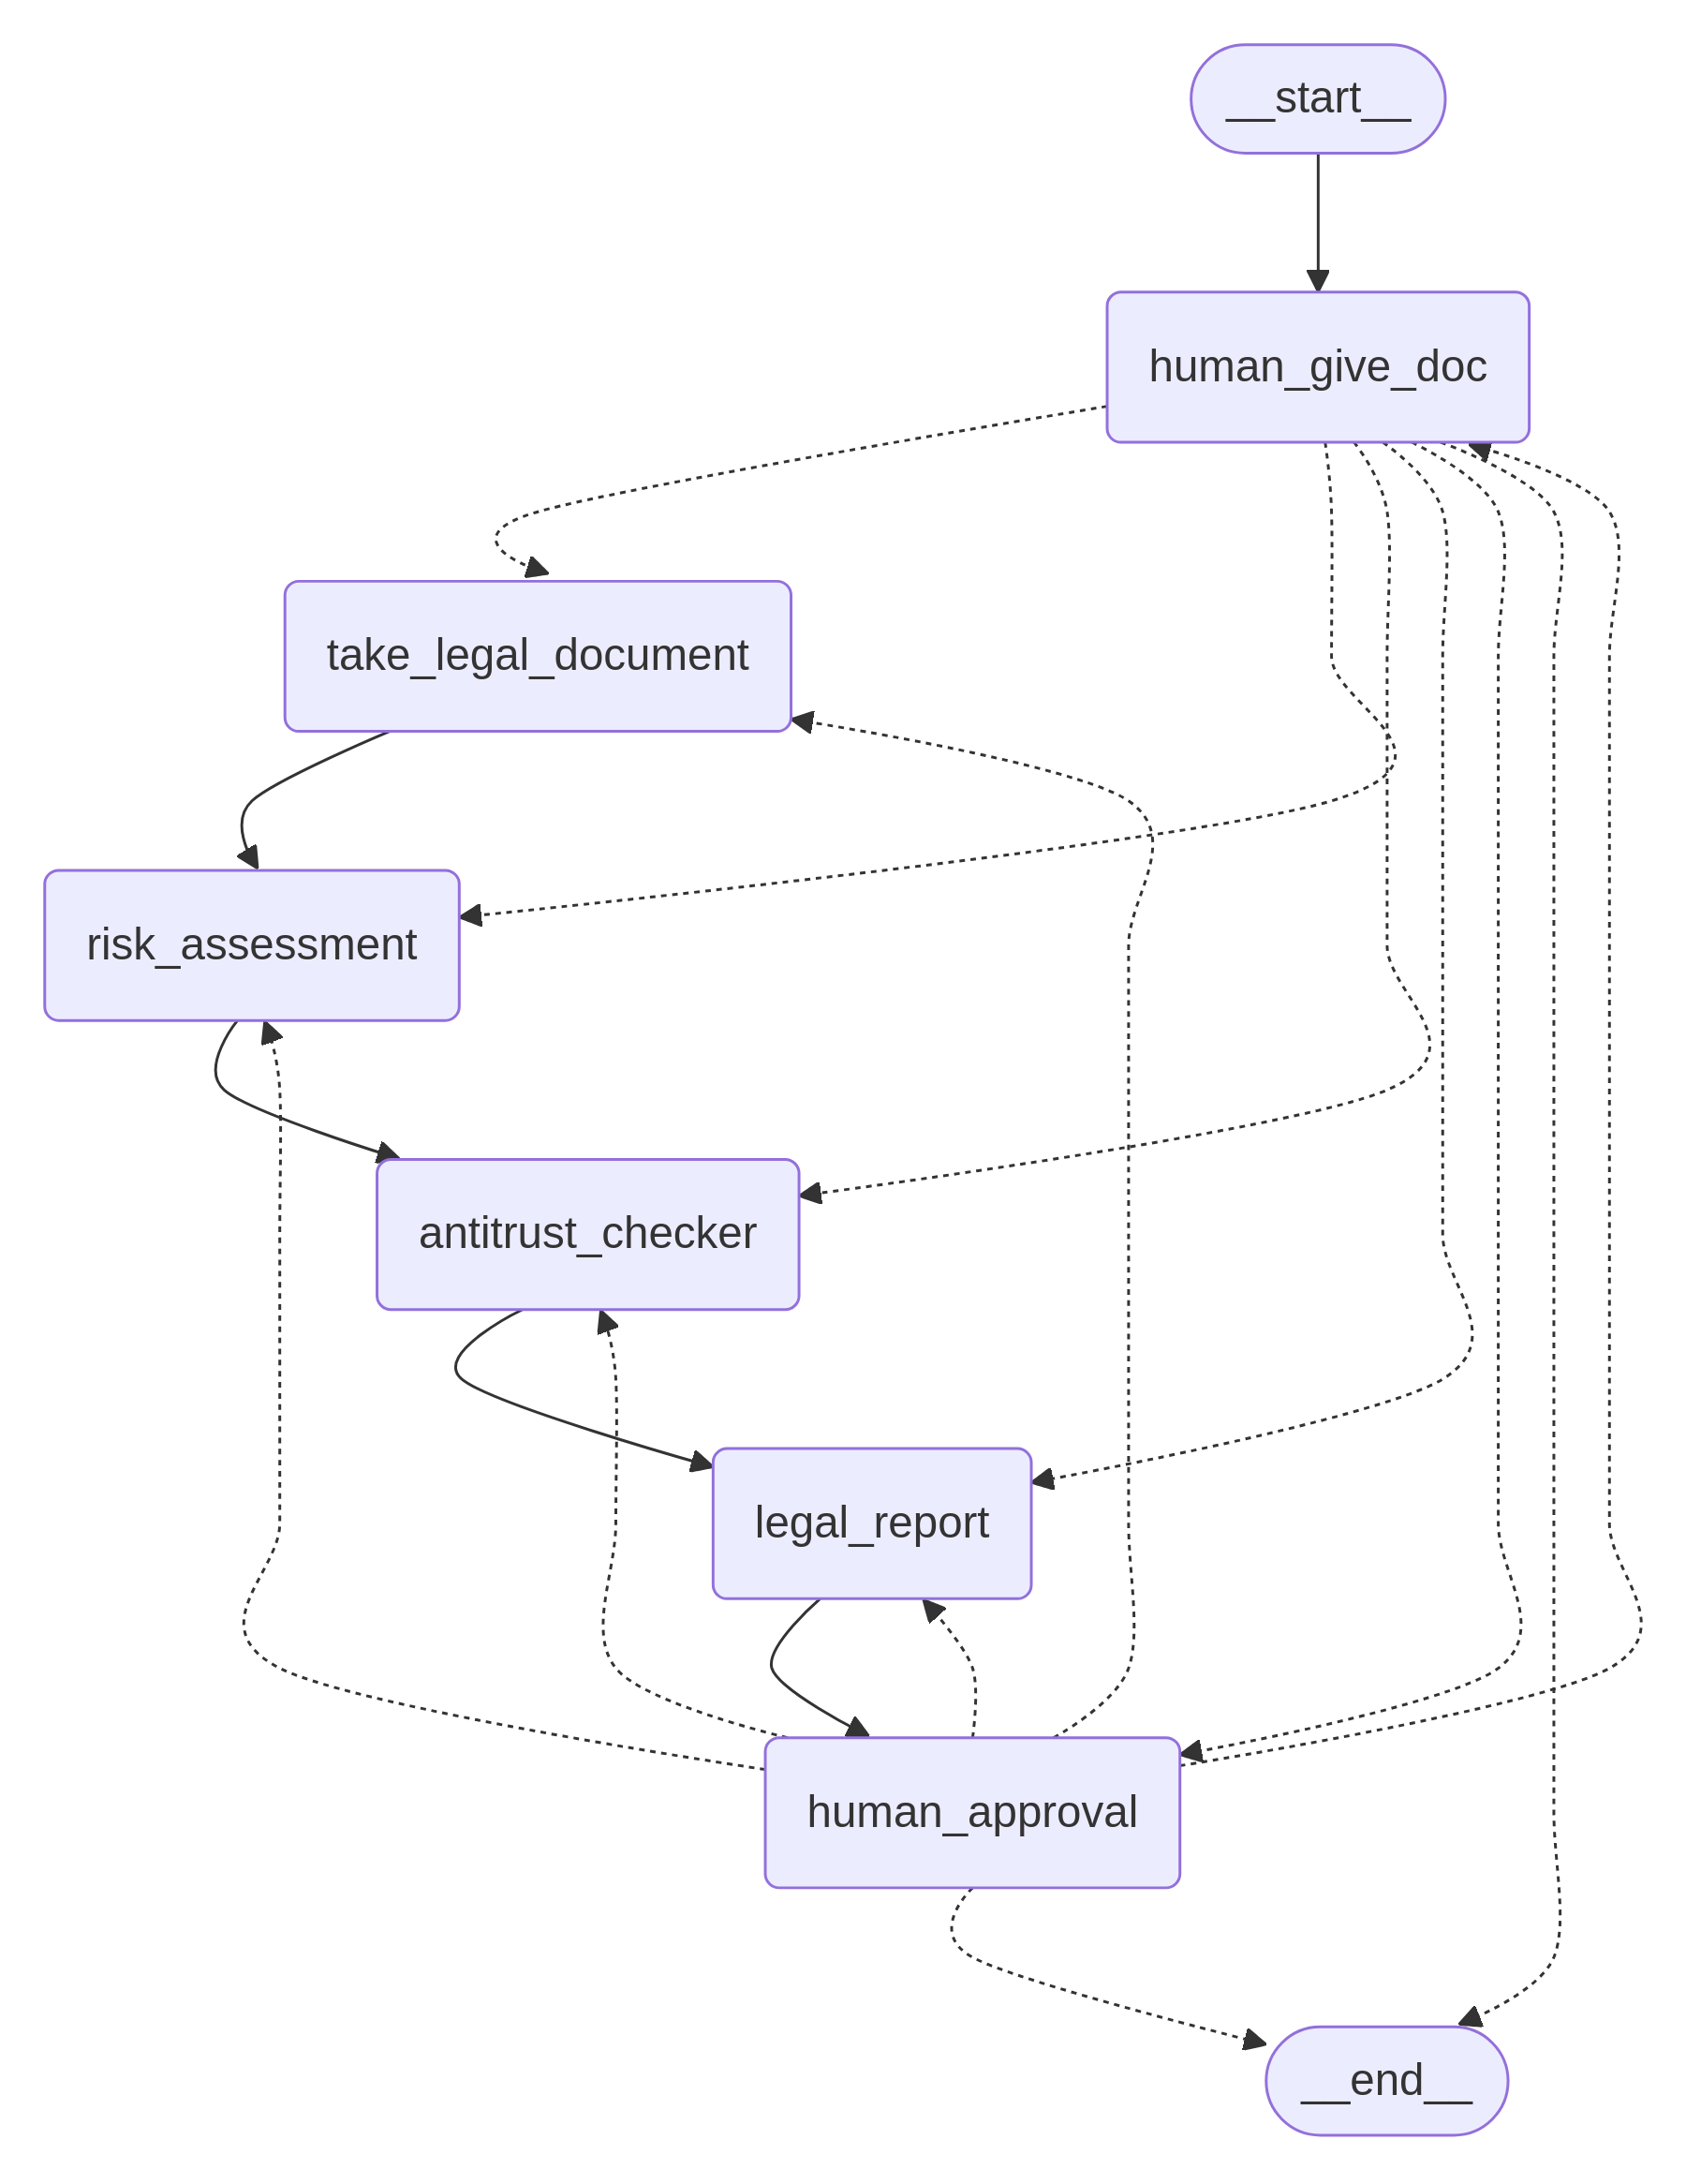 __start__
human_give_doc
take_legal_document
risk_assessment
antitrust_checker
legal_report
human_approval
__end__